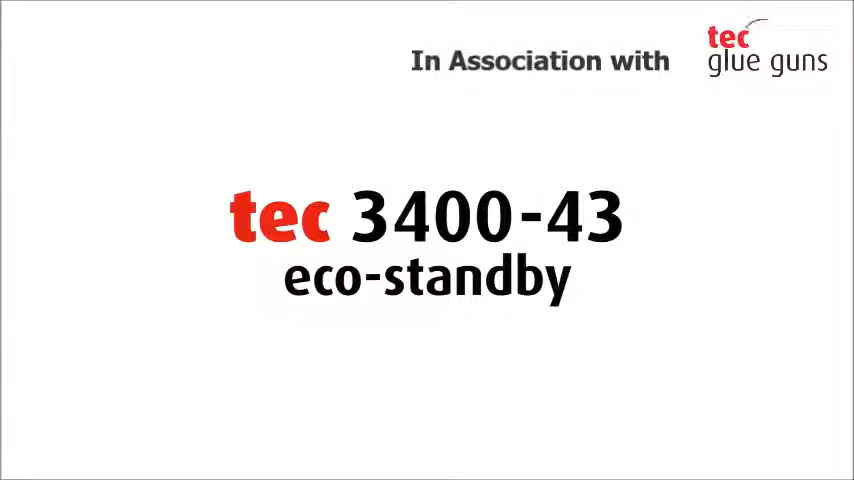 In Association with
tec
glue guns
tec 3400-43
eco-standby